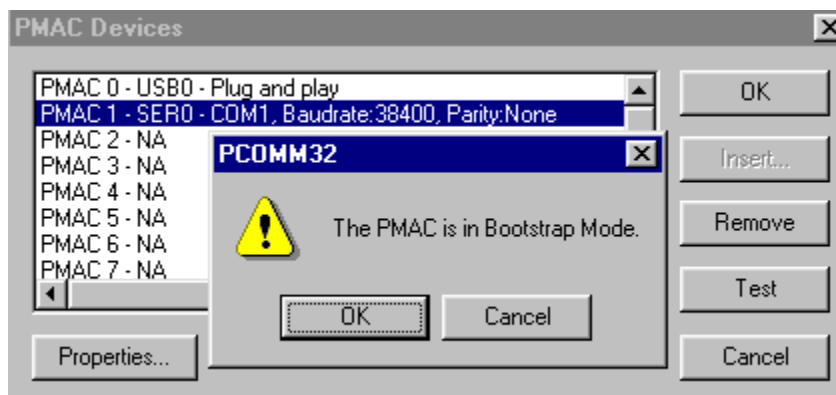 PMAC Devices
PMAC 0 - USB0 - Plug and play
PMAC 1 - SER0 - COM1, Baudrate:38400, Parity:None
PMAC 2 - NA
PMAC 3 - NA
PMAC 4 - NA
PMAC 5 - NA
PMAC 6 - NA
PMAC 7 - NA
Properties...
PCOMM32
The PMAC is in Bootstrap Mode.
OK
Cancel
OK
Insert...
Remove
Test
Cancel